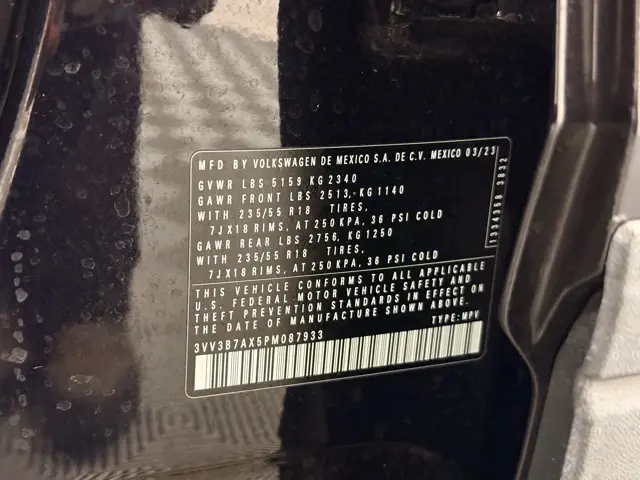 MFD BY VOLKSWAGEN DE MEXICO S.A. DE C.V. MEXICO 03/23
GVWR LBS 5159 KG 2340
GAWR FRONT LBS 2513, KG 1140
WITH 235/55 R18 TIRES.
7JX18 RIMS, AT 250 KPA, 36 PSI COLD
GAWR REAR LBS 2756, KG 1250
WITH 235/55 R18 TIRES.
7JX18 RIMS, AT 250 KPA, 36 PSI COLD
THIS VEHICLE CONFORMS TO ALL APPLICABLE
U.S. FEDERAL MOTOR VEHICLE SAFETY AND
THEFT PREVENTION STANDARDS IN EFFECT ON
THE DATE OF MANUFACTURE SHOWN ABOVE.
3VV3B7AX5PM087933 TYPE: MPV
1334358 3832